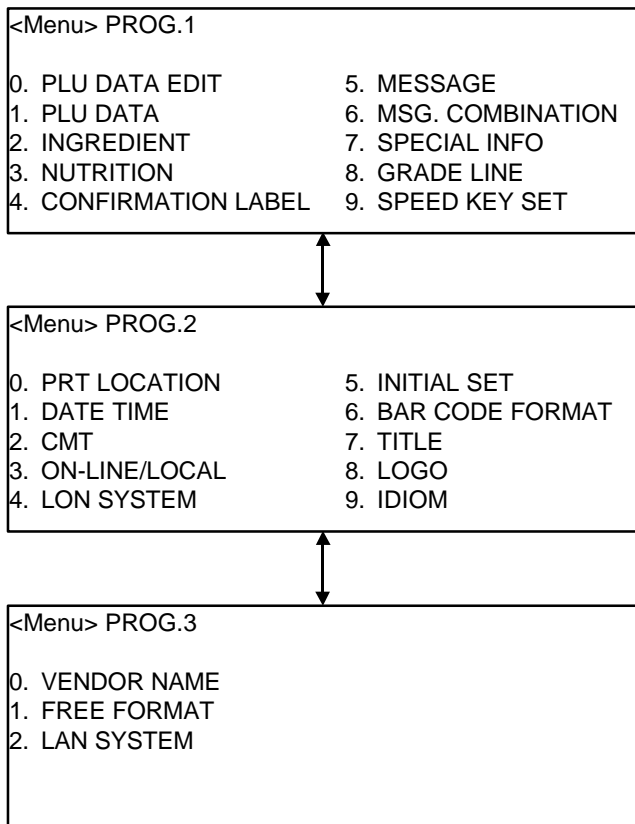 <Menu> PROG.1
0. PLU DATA EDIT 5. MESSAGE
1. PLU DATA 6. MSG. COMBINATION
2. INGREDIENT 7. SPECIAL INFO
3. NUTRITION 8. GRADE LINE
4. CONFIRMATION LABEL 9. SPEED KEY SET
<Menu> PROG.2
0. PRT LOCATION 5. INITIAL SET
1. DATE TIME 6. BAR CODE FORMAT
2. CMT 7. TITLE
3. ON-LINE/LOCAL 8. LOGO
4. LON SYSTEM 9. IDIOM
<Menu> PROG.3
0. VENDOR NAME
1. FREE FORMAT
2. LAN SYSTEM